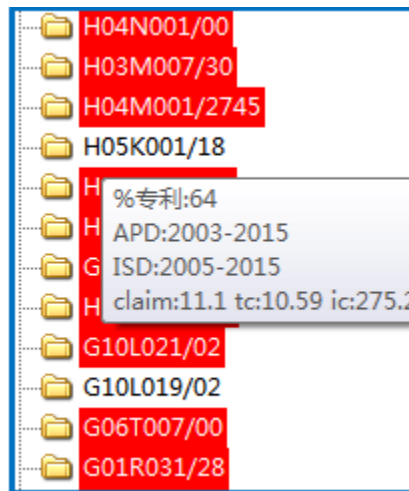 H04N001/00
H03M007/30
H04M001/2745
H05K001/18
H
%专利:64
H
APD:2003-2015
G
ISD:2005-2015
H
claim:11.1 tc:10.59 ic:275.2
G10L021/02
G10L019/02
G06T007/00
G01R031/28